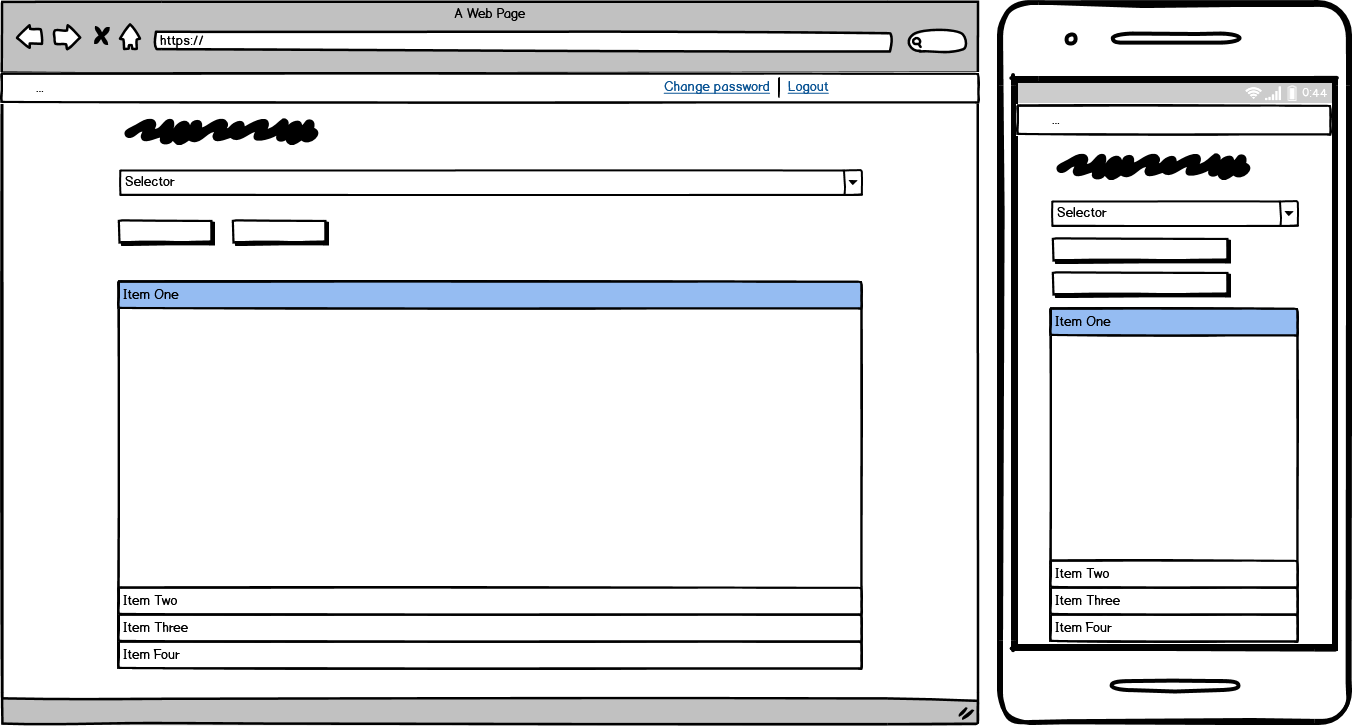 A Web Page
https://
...
Change password
Logout
Selector
Item One
Item Two
Item Three
Item Four
0:44
...
Selector
Item One
Item Two
Item Three
Item Four